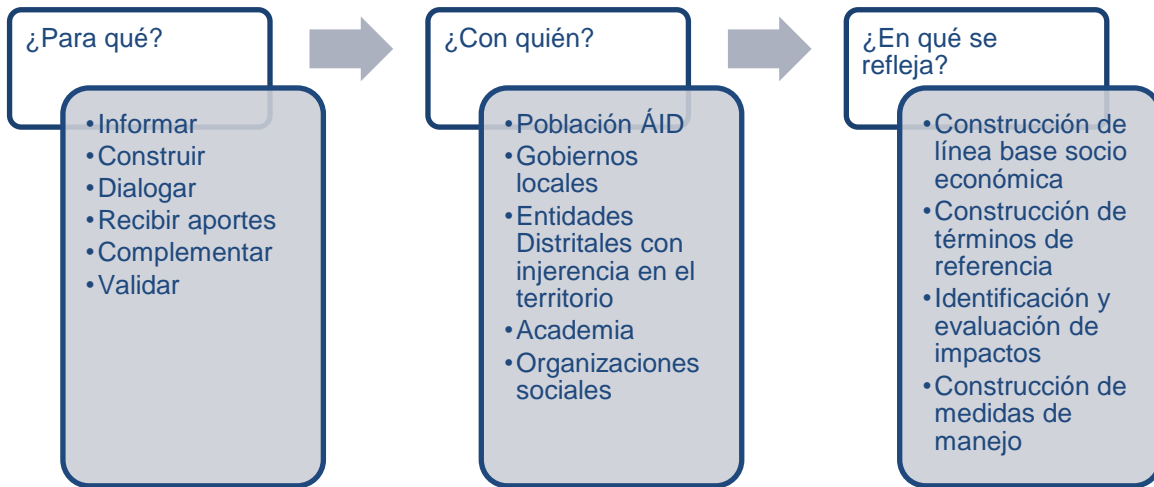 ¿Para qué?
•Informar
•Construir
•Dialogar
•Recibir aportes
•Complementar
•Validar
¿Con quién?
•Población ÁID
•Gobiernos
locales
•Entidades
Distritales con
injerencia en el
territorio
•Academia
•Organizaciones
sociales
¿En qué se
refleja?
•Construcción de
línea base socio
económica
•Construcción de
términos de
referencia
•Identificación y
evaluación de
impactos
•Construcción de
medidas de
manejo